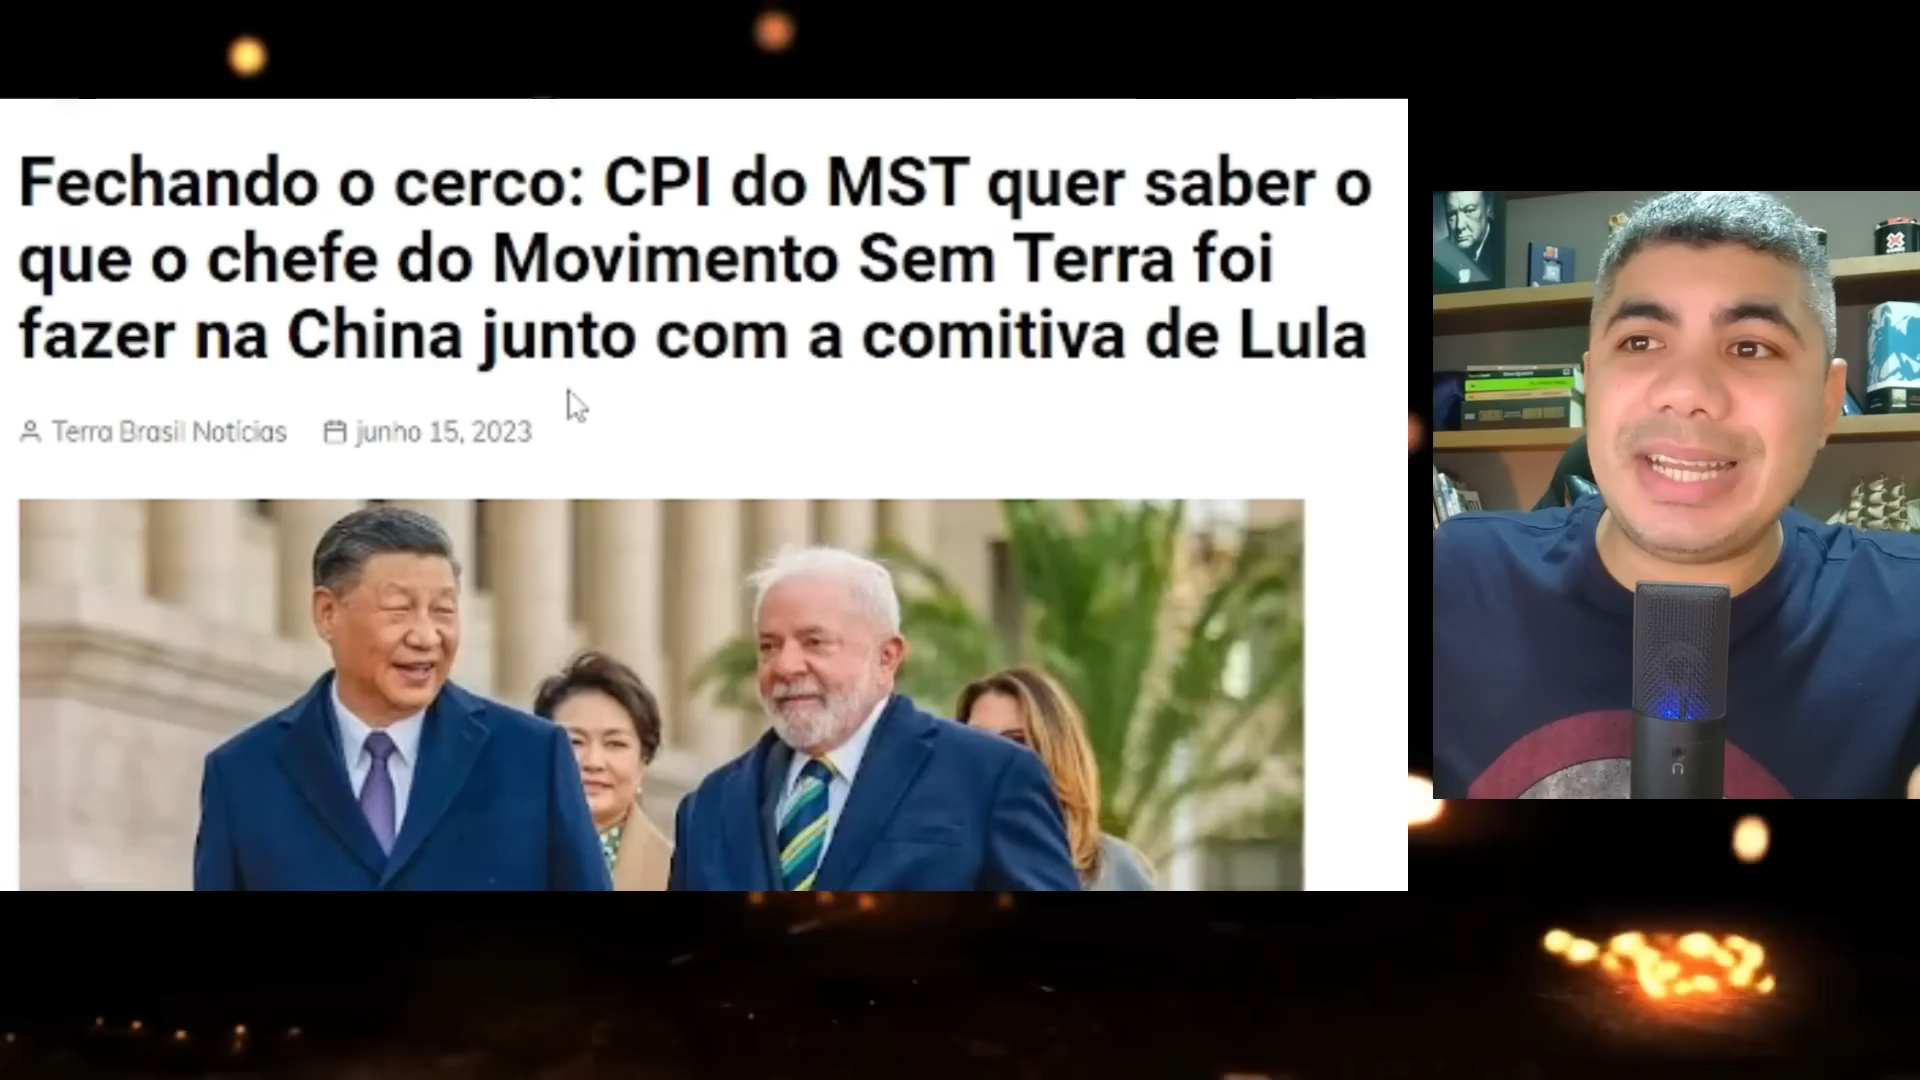 Fechando o cerco: CPI do MST quer saber o
que o chefe do Movimento Sem Terra foi
fazer na China junto com a comitiva de Lula
Terra Brasil Notícias junho 15, 2023